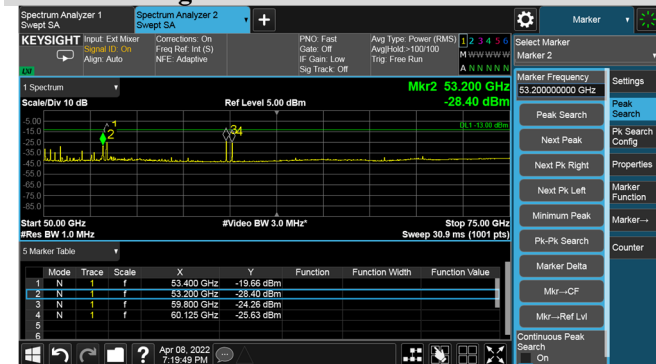 Spectrum Analyzer 1
Swept SA
Spectrum Analyzer 2
Swept SA
Marker
KEYSIGHT
Input: Ext Mixer
Signal ID: On
Align: Auto
Corrections: On
Freq Ref: Int (S)
NFE: Adaptive
PNO: Fast
Gate: Off
IF Gain: Low
Sig Track: Off
Avg Type: Power (RMS)
Avg|Hold:>100/100
Trig: Free Run
1 2 3 4 5 6
M W W W W W
A N N N N N
LXI
Select Marker
Marker 2
1 Spectrum
Scale/Div 10 dB
Ref Level 5.00 dBm
Mkr2 53.200 GHz
-28.40 dBm
DL1 -13.00 dBm
-5.00
-15.0
-25.0
-35.0
-45.0
-55.0
-65.0
-75.0
-85.0
1
2
3
4
Start 50.00 GHz
#Res BW 1.0 MHz
#Video BW 3.0 MHz*
Stop 75.00 GHz
Sweep 30.9 ms (1001 pts)
5 Marker Table
Mode Trace Scale X Y Function Function Width Function Value
1 N 1 f 53.400 GHz -19.66 dBm
2 N 1 f 53.200 GHz -28.40 dBm
3 N 1 f 59.800 GHz -24.26 dBm
4 N 1 f 60.125 GHz -25.63 dBm
5
6
Apr 08, 2022
7:19:49 PM
Marker Frequency
53.20000000 GHz
Peak Search
Next Peak
Next Pk Right
Next Pk Left
Minimum Peak
Pk-Pk Search
Marker Delta
Mkr→CF
Mkr→Ref Lvl
Continuous Peak
Search
On
Settings
Peak
Search
Pk Search
Config
Properties
Marker
Function
Marker→
Counter